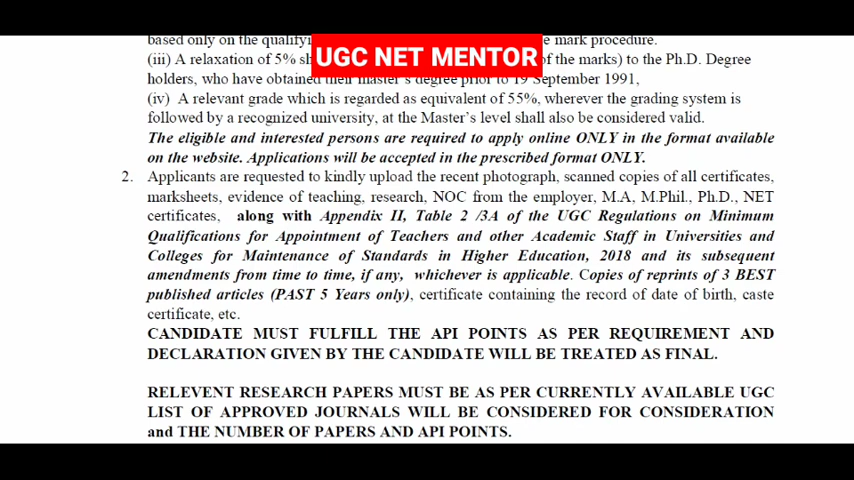 based only on the qualifyi
UGC NET MENTOR
e mark procedure.
(iii) A relaxation of 5% sh
of the marks) to the Ph.D. Degree
holders, who have obtained their master's degree prior to 19 September 1991,
(iv) A relevant grade which is regarded as equivalent of 55%, wherever the grading system is
followed by a recognized university, at the Master's level shall also be considered valid.
The eligible and interested persons are required to apply online ONLY in the format available
on the website. Applications will be accepted in the prescribed format ONLY.
2. Applicants are requested to kindly upload the recent photograph, scanned copies of all certificates,
marksheets, evidence of teaching, research, NOC from the employer, M.A, M.Phil., Ph.D., NET
certificates, along with Appendix II, Table 2 /3A of the UGC Regulations on Minimum
Qualifications for Appointment of Teachers and other Academic Staff in Universities and
Colleges for Maintenance of Standards in Higher Education, 2018 and its subsequent
amendments from time to time, if any, whichever is applicable. Copies of reprints of 3 BEST
published articles (PAST 5 Years only), certificate containing the record of date of birth, caste
certificate, etc.
CANDIDATE MUST FULFILL THE API POINTS AS PER REQUIREMENT AND
DECLARATION GIVEN BY THE CANDIDATE WILL BE TREATED AS FINAL.
RELEVENT RESEARCH PAPERS MUST BE AS PER CURRENTLY AVAILABLE UGC
LIST OF APPROVED JOURNALS WILL BE CONSIDERED FOR CONSIDERATION
and THE NUMBER OF PAPERS AND API POINTS.